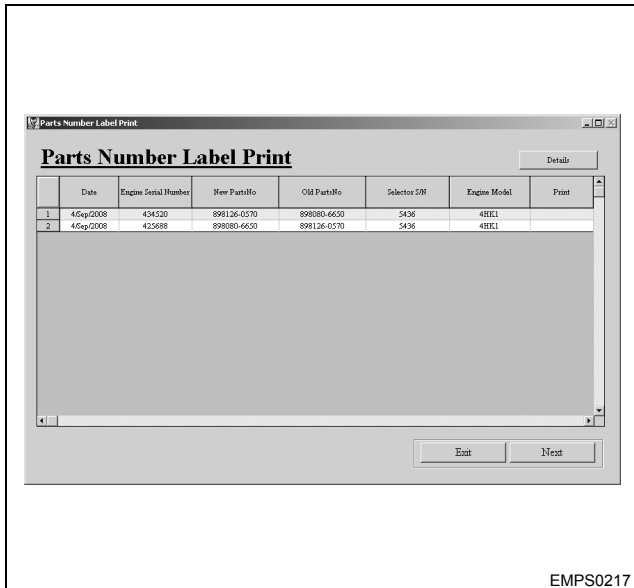 Parts Number Label Print
Parts Number Label Print
Details
Date Engine Serial Number New PartsNo Old PartsNo Selector S/N Engine Model Print
1 4/Sep/2008 434520 898126-0570 898080-6650 5436 4HK1
2 4/Sep/2008 425688 898080-6650 898126-0570 5436 4HK1
Exit Next
EMPS0217